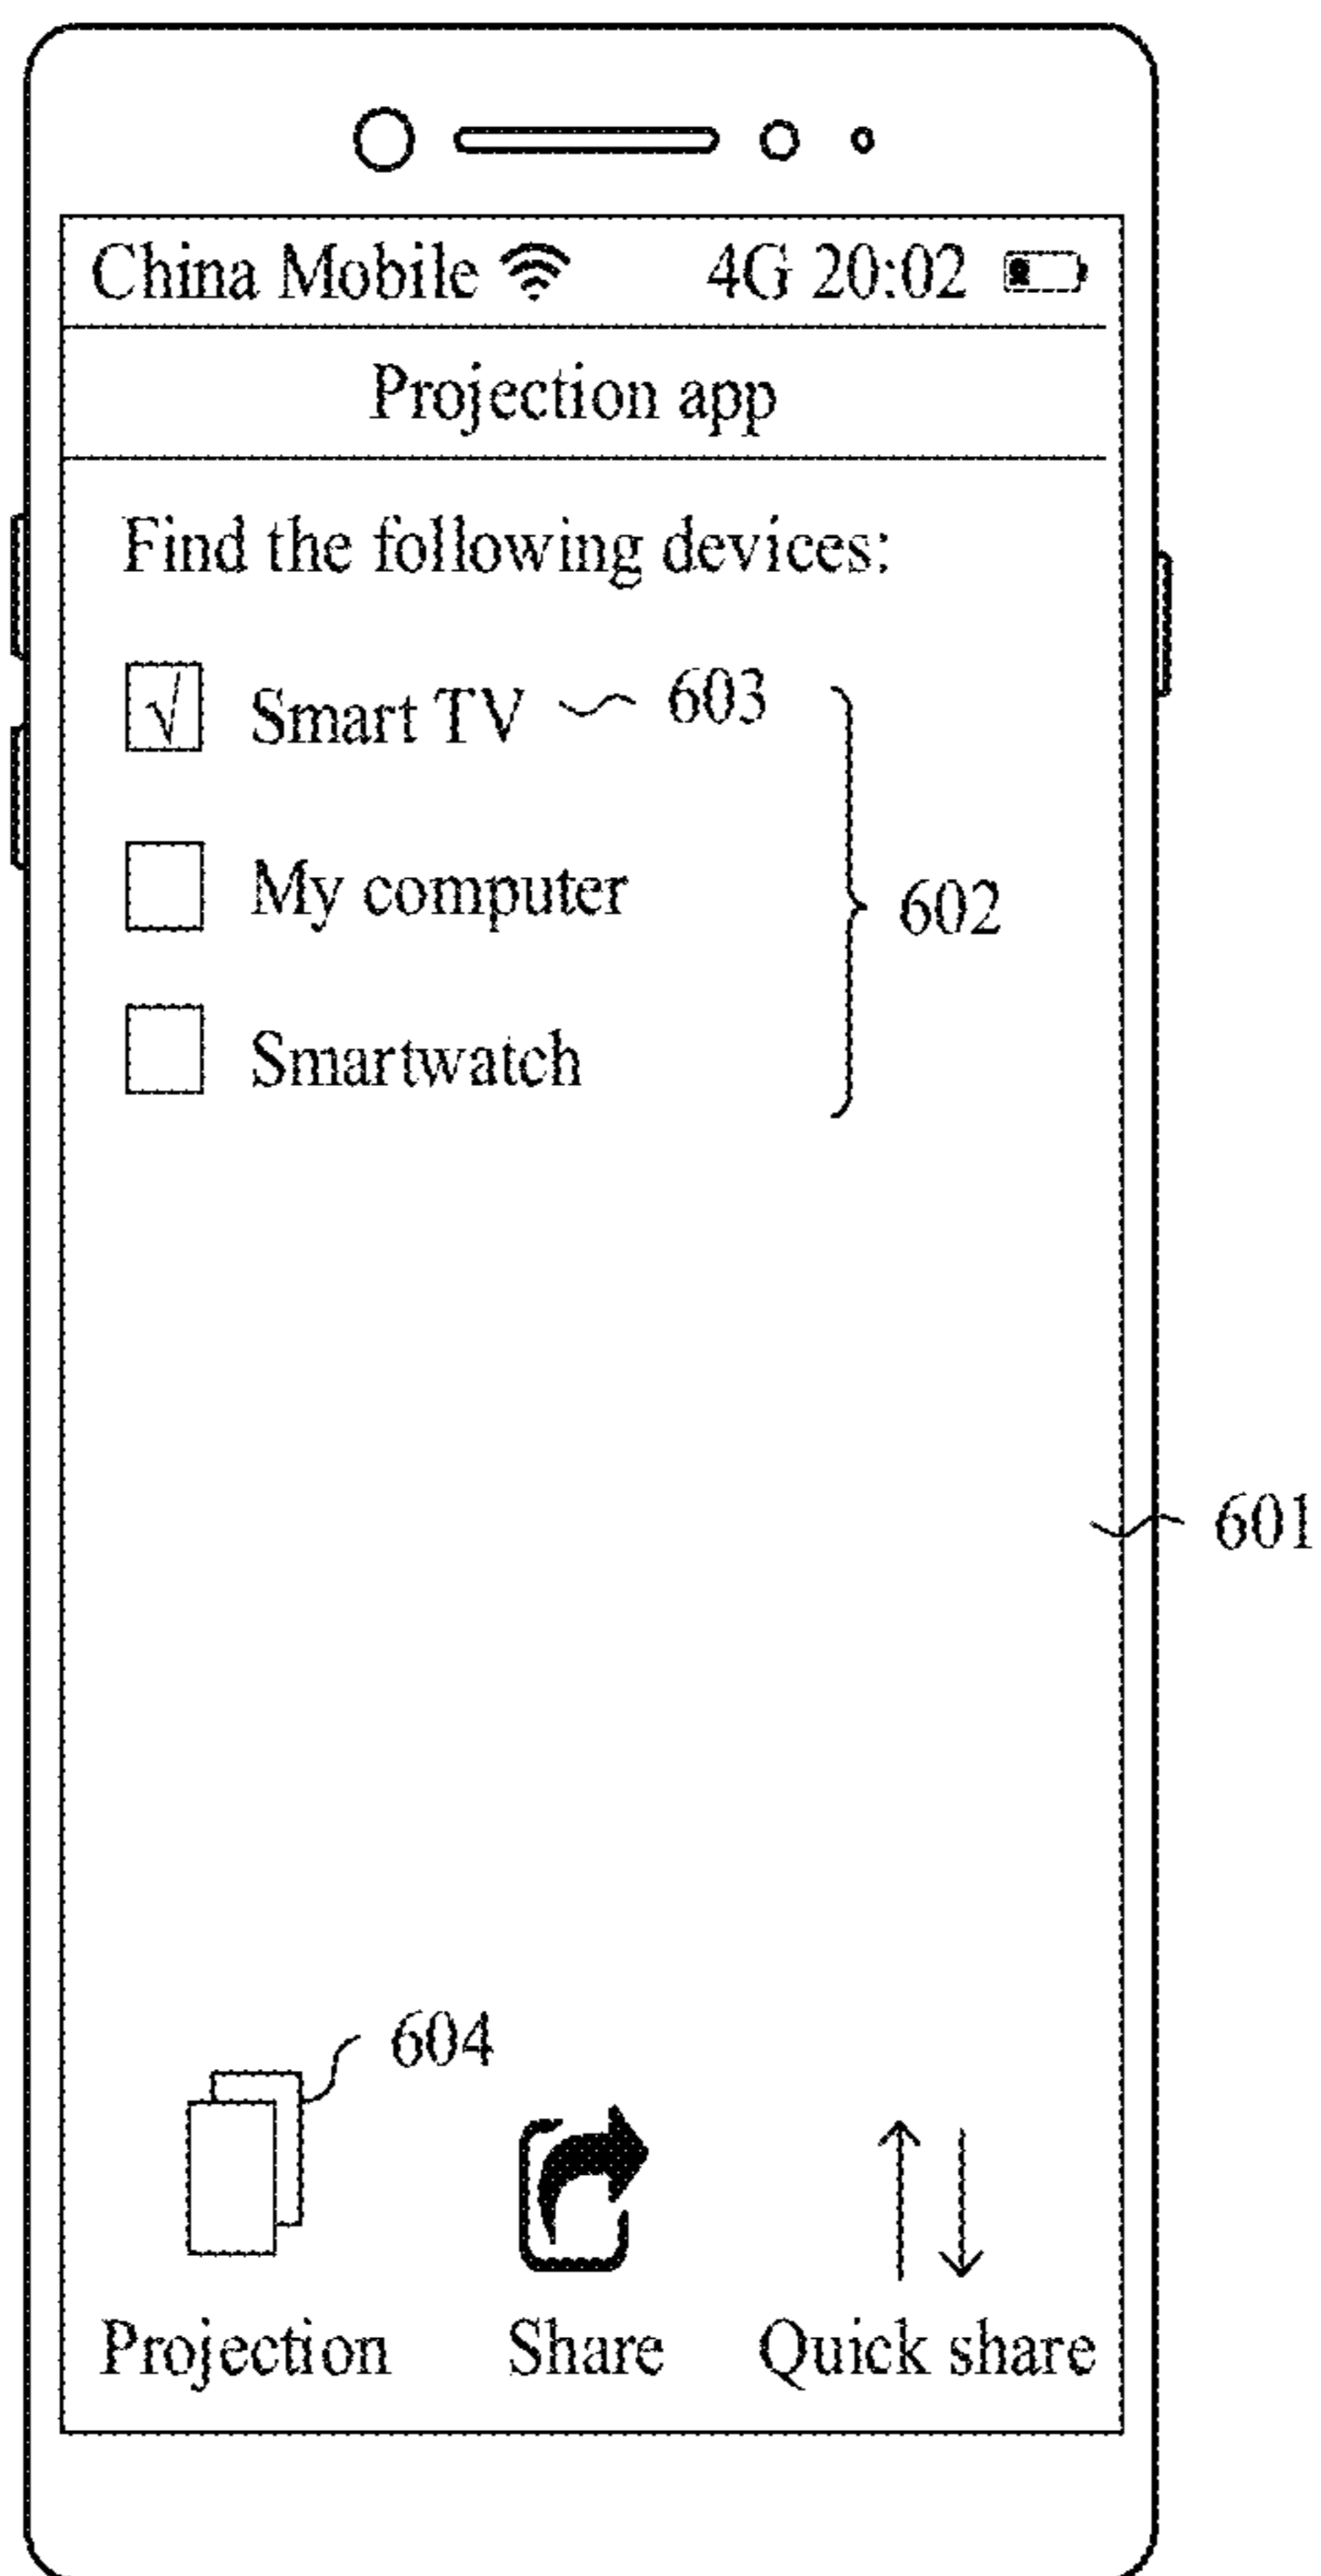 China Mobile 4G 20:02
Projection app
Find the following devices:
√ Smart TV 603
My computer
602
Smartwatch
601
604
Projection Share Quick share